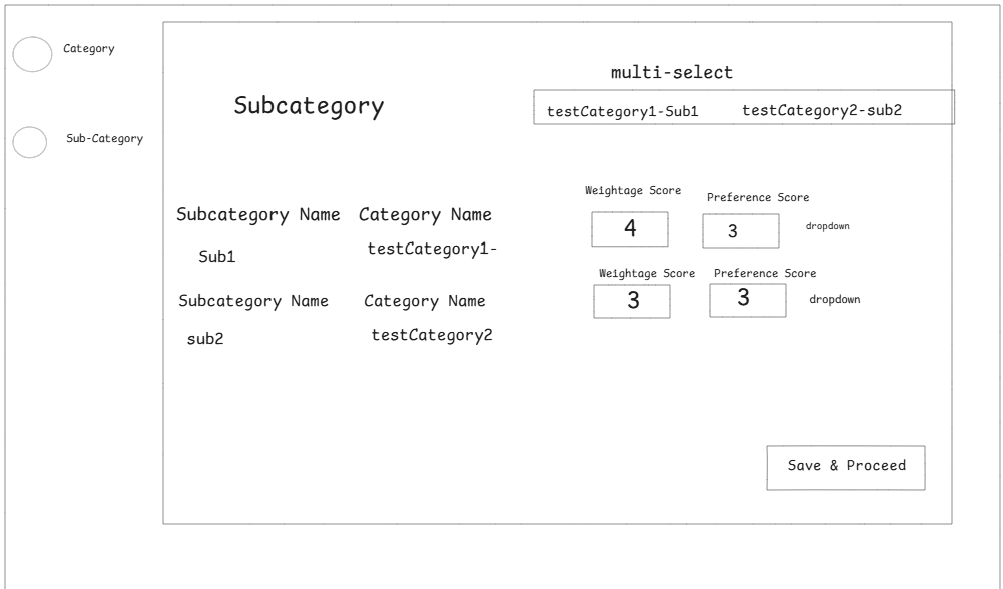 Category
Sub-Category
multi-select
Subcategory
testCategory1-Sub1 testCategory2-sub2
Weightage Score Preference Score
Subcategory Name Category Name
4 3 dropdown
Sub1 testCategory1-
Weightage Score Preference Score
Subcategory Name Category Name
3 3 dropdown
sub2 testCategory2
Save & Proceed